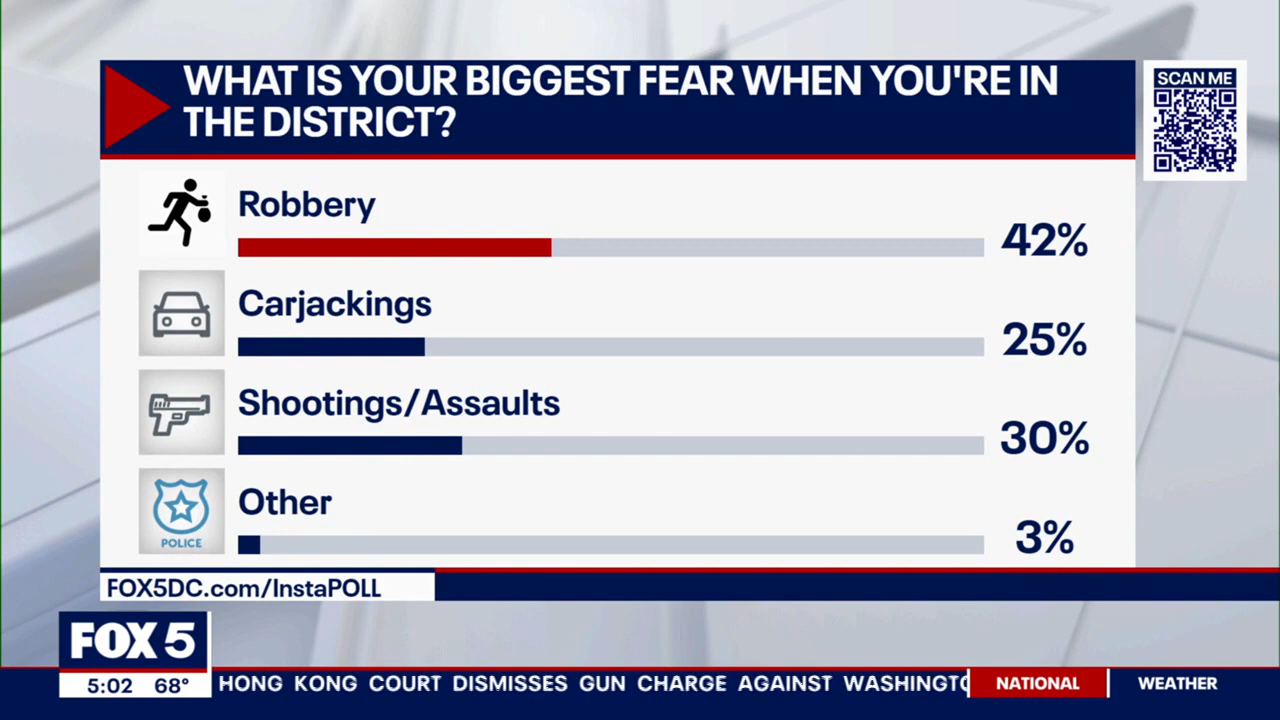 WHAT IS YOUR BIGGEST FEAR WHEN YOU'RE IN
THE DISTRICT?
SCAN ME
Robbery
42%
Carjackings
25%
Shootings/Assaults
30%
POLICE
Other
3%
FOX5DC.com/InstaPOLL
FOX 5
5:02 68°
HONG KONG COURT DISMISSES GUN CHARGE AGAINST
NATIONAL
WEATHER